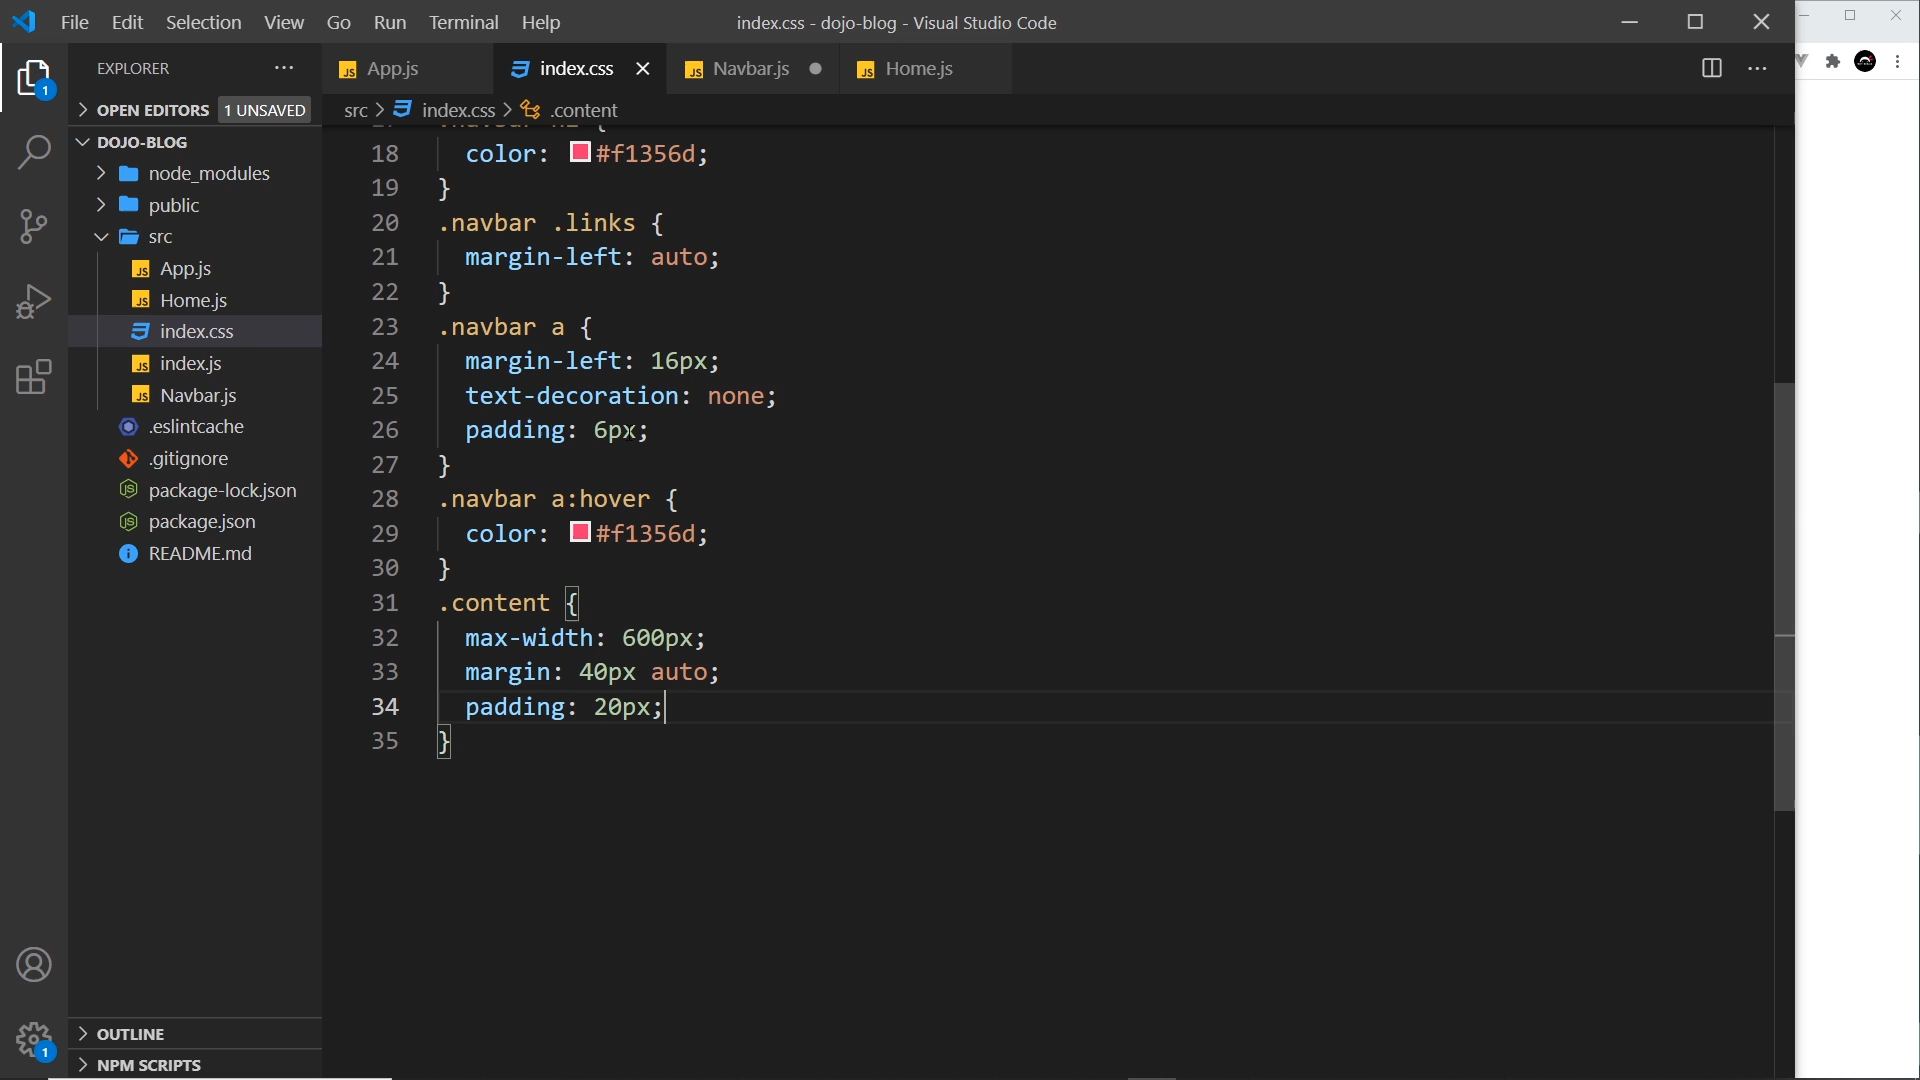 File Edit Selection View Go Run Terminal Help
index.css - dojo-blog - Visual Studio Code
EXPLORER
App.js
index.css
Navbar.js
Home.js
OPEN EDITORS 1 UNSAVED
src > index.css > .content
DOJO-BLOG
node_modules
public
src
App.js
Home.js
index.css
index.js
Navbar.js
.eslintcache
.gitignore
package-lock.json
package.json
README.md
18 color: #f1356d;
19 }
20 .navbar .links {
21 margin-left: auto;
22 }
23 .navbar a {
24 margin-left: 16px;
25 text-decoration: none;
26 padding: 6px;
27 }
28 .navbar a:hover {
29 color: #f1356d;
30 }
31 .content {
32 max-width: 600px;
33 margin: 40px auto;
34 padding: 20px;
35 }
1
1
OUTLINE
NPM SCRIPTS